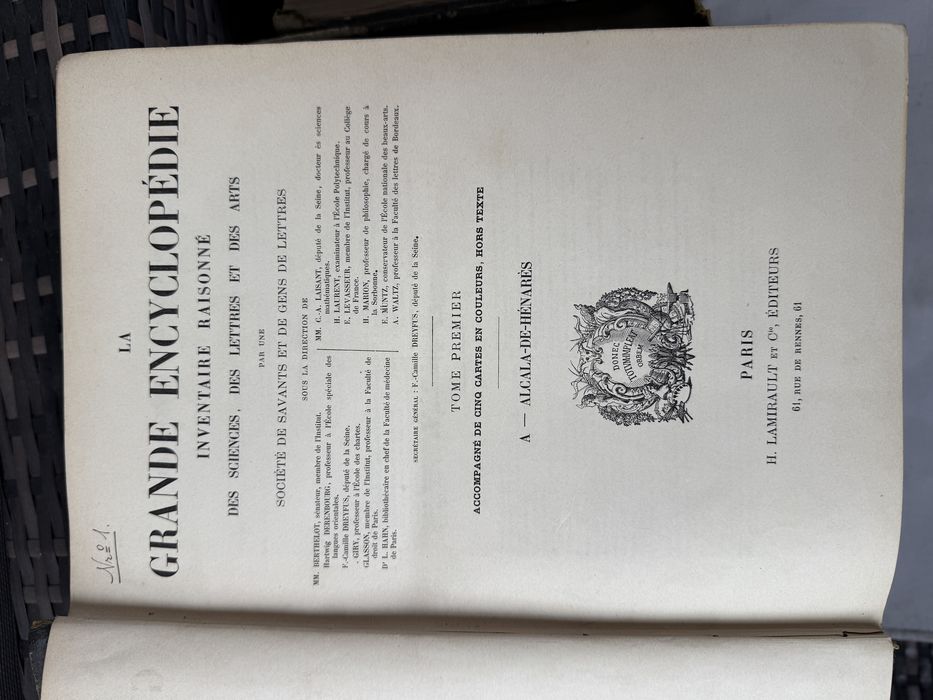 Nro 1.
LA
GRANDE ENCYCLOPÉDIE
INVENTAIRE RAISONNÉ
DES SCIENCES, DES LETTRES ET DES ARTS
PAR UNE
SOCIÉTÉ DE SAVANTS ET DE GENS DE LETTRES
SOUS LA DIRECTION DE
MM. BERTHELOT, sénateur, membre de l'Institut.
Hartwig DERENBOURG, professeur à l'École spéciale des
langues orientales.
F.-Camille DREYFUS, député de la Seine.
A. GIRY, professeur à l'École des chartes.
GLASSON, membre de l'Institut, professeur à la Faculté de
droit de Paris.
Dr L. HAHN, bibliothécaire en chef de la Faculté de médecine
de Paris.
MM. C.-A. LAISANT, député de la Seine, docteur ès sciences
mathématiques.
H. LAURENT, examinateur à l'École Polytechnique.
E. LEVASSEUR, membre de l'Institut, professeur au Collège
de France.
H. MARION, professeur de philosophie, chargé de cours à
la Sorbonne.
E. MÜNTZ, conservateur de l'École nationale des beaux-arts.
A. WALTZ, professeur à la Faculté des lettres de Bordeaux.
SECRÉTAIRE GÉNÉRAL : F.-Camille DREYFUS, député de la Seine.
TOME PREMIER
ACCOMPAGNÉ DE CINQ CARTES EN COULEURS, HORS TEXTE
A — ALCALA-DE-HÉNARÈS
DONEC
TOTUM IMPLEAT
ORBEM
PARIS
H. LAMIRAULT ET Cie, ÉDITEURS
61, RUE DE RENNES, 61